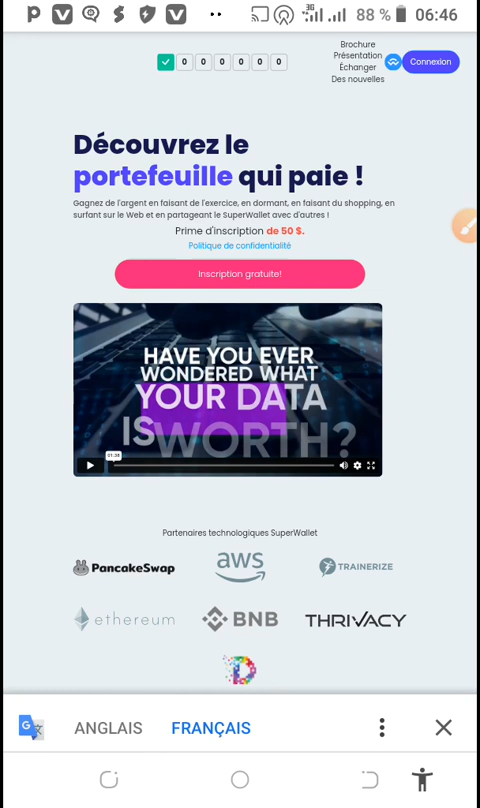 3G
88 %
06:46
0 0 0 0 0 0
Brochure
Présentation
Échanger
Des nouvelles
Connexion
Découvrez le
portefeuille qui paie !
Gagnez de l'argent en faisant de l'exercice, en dormant, en faisant du shopping, en
surfant sur le Web et en partageant le SuperWallet avec d'autres !
Prime d'inscription de 50 $.
Politique de confidentialité
Inscription gratuite!
HAVE YOU EVER
WONDERED WHAT
YOUR DATA
IS WORTH?
01:38
Partenaires technologiques SuperWallet
PancakeSwap
aws
TRAINERIZE
ethereum
BNB
THRIVACY
D
G
ANGLAIS
FRANÇAIS